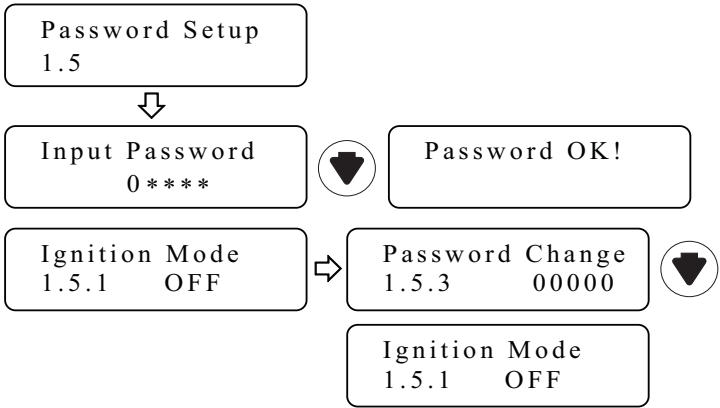 Password Setup
1.5
Input Password
0****
Password OK!
Ignition Mode
1.5.1 OFF
Password Change
1.5.3 00000
Ignition Mode
1.5.1 OFF